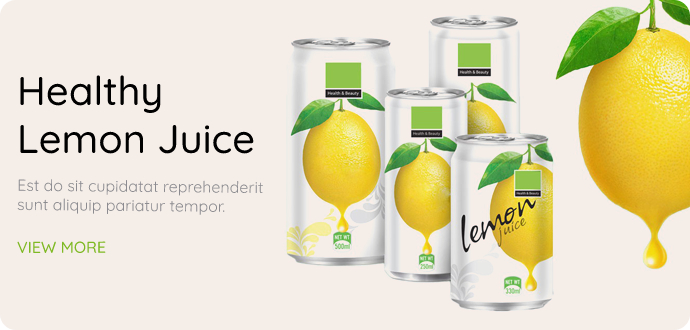 Healthy
Lemon Juice
Est do sit cupidatat reprehenderit
sunt aliquip pariatur tempor.
VIEW MORE
Health & Beauty
NET WT
500ml
Health & Beauty
Health & Beauty
NET WT
250ml
Health & Beauty
lemon
juice
NET WT
330ml